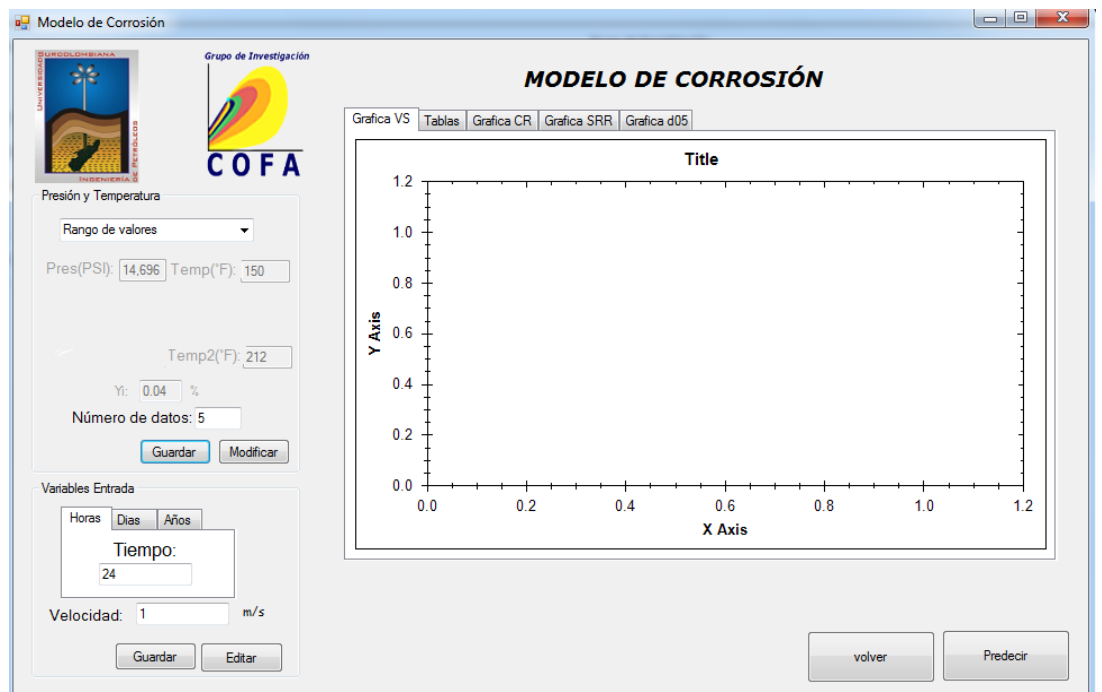 Modelo de Corrosión
SURCOLOMBIANA
UNIVERSIDAD
INGENIERÍA
DE PETRÓLEOS
Grupo de Investigación
COFA
MODELO DE CORROSIÓN
Presión y Temperatura
Rango de valores
Pres(PSI): 14,696 Temp(°F): 150
Temp2(°F): 212
Yi: 0.04 %
Número de datos: 5
Guardar Modificar
Variables Entrada
Horas Dias Años
Tiempo:
24
Velocidad: 1 m/s
Guardar Editar
Grafica VS Tablas Grafica CR Grafica SRR Grafica d05
Title
1.2
1.0
0.8
0.6
0.4
0.2
0.0
Y Axis
0.0 0.2 0.4 0.6 0.8 1.0 1.2
X Axis
volver Predecir